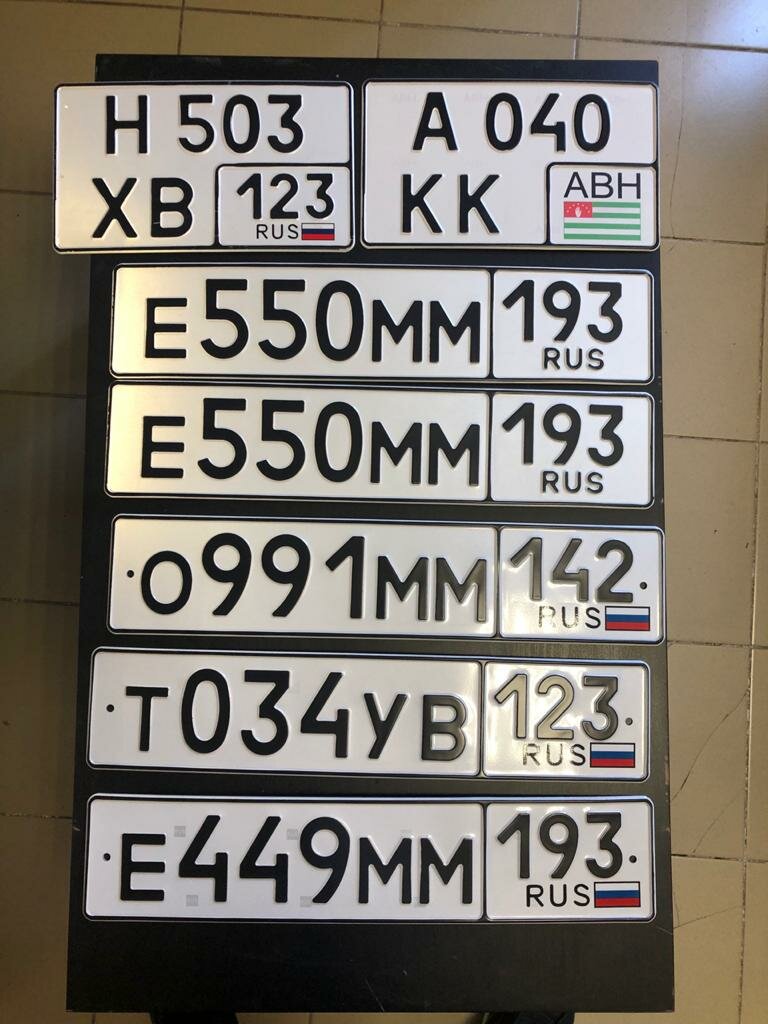 Н 503
ХВ 123
RUS
А 040
КК АВН
Е550ММ 193
RUS
Е550ММ 193
RUS
О991ММ 142
RUS
Т034УВ 123
RUS
Е449ММ 193
RUS